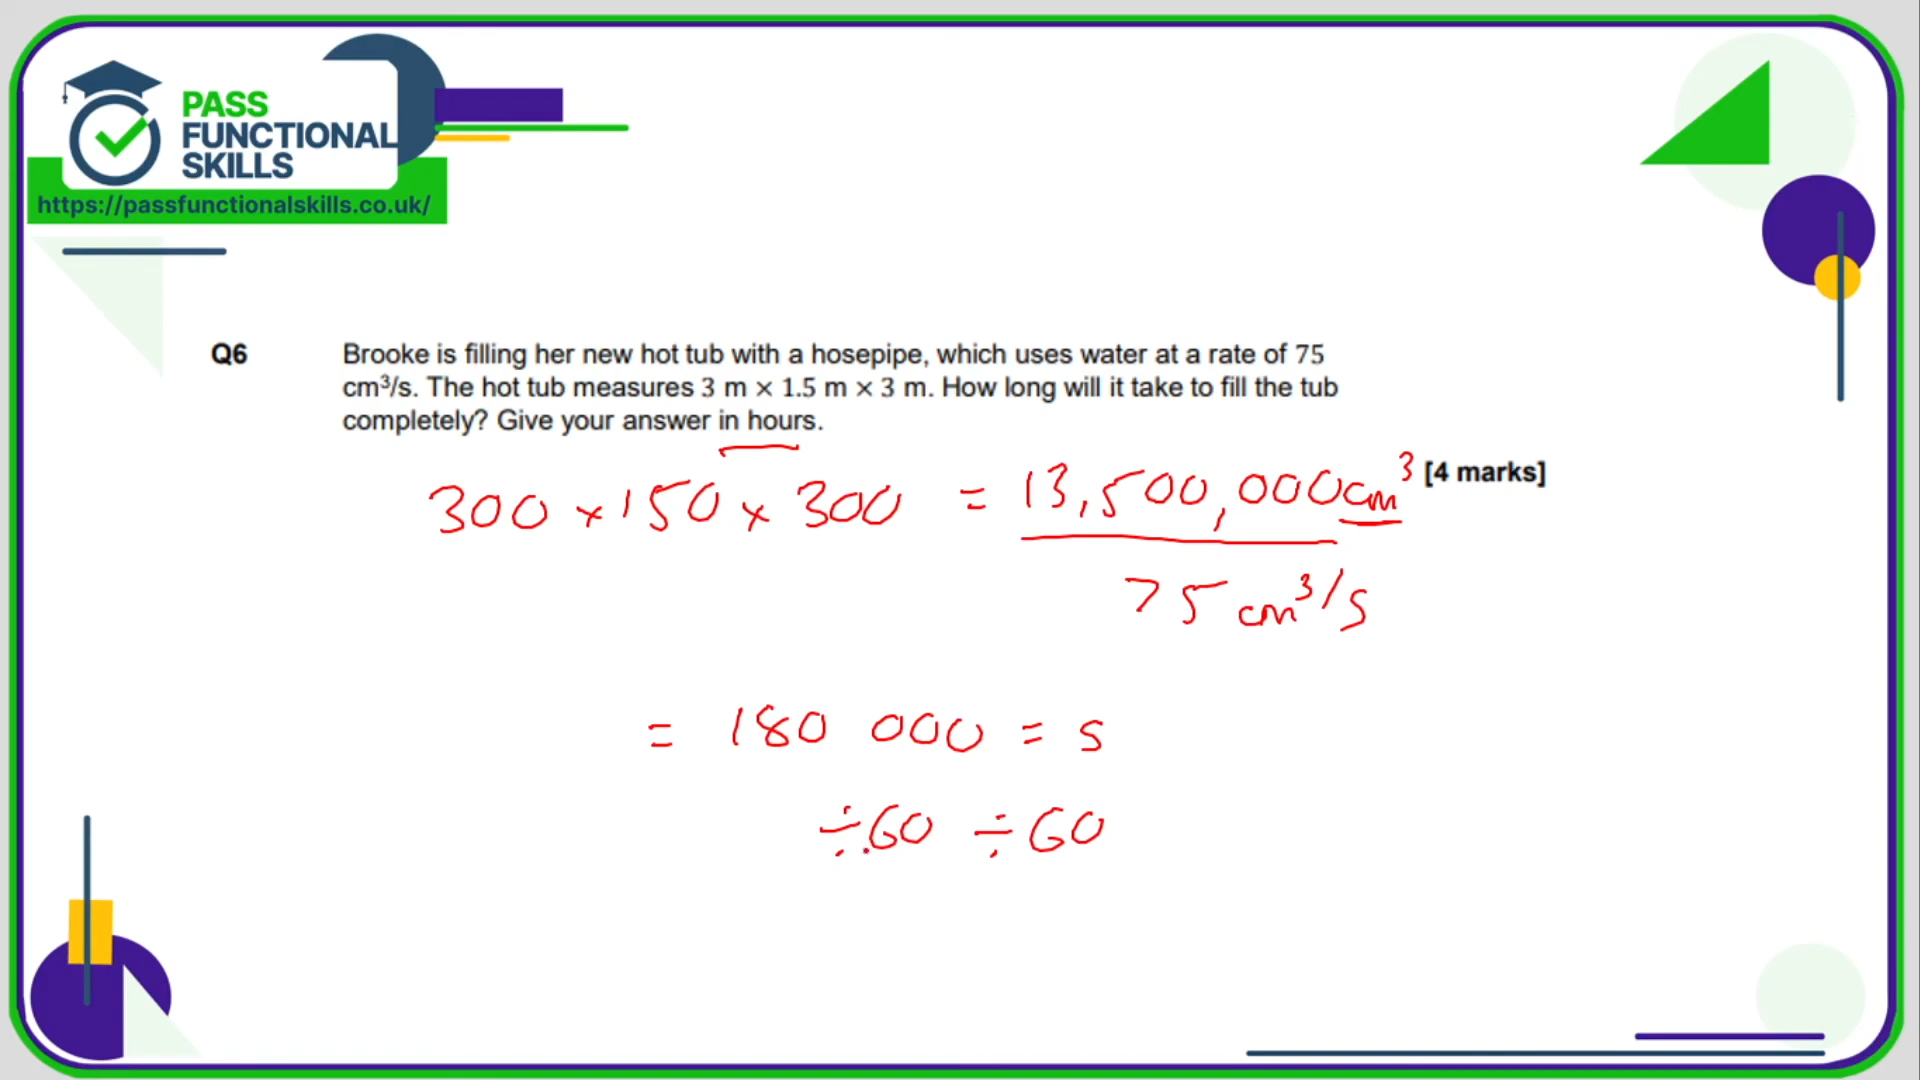 PASS
FUNCTIONAL
SKILLS
https://passfunctionalskills.co.uk/
Q6 Brooke is filling her new hot tub with a hosepipe, which uses water at a rate of 75
cm³/s. The hot tub measures 3 m × 1.5 m × 3 m. How long will it take to fill the tub
completely? Give your answer in hours.
300 × 150 × 300 = 13,500,000cm³ [4 marks]
75 cm³/s
= 180 000 = s
÷60 ÷60